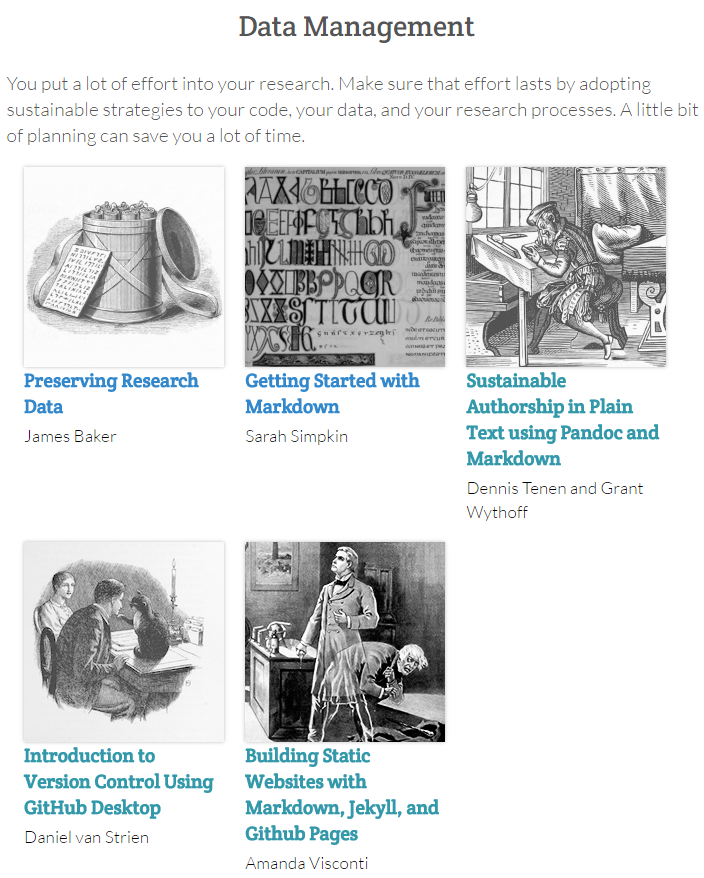 Data Management
You put a lot of effort into your research. Make sure that effort lasts by adopting
sustainable strategies to your code, your data, and your research processes. A little bit
of planning can save you a lot of time.
Preserving Research
Data
James Baker
Getting Started with
Markdown
Sarah Simpkin
Sustainable
Authorship in Plain
Text using Pandoc and
Markdown
Dennis Tenen and Grant
Wythoff
Introduction to
Version Control Using
GitHub Desktop
Daniel van Strien
Building Static
Websites with
Markdown, Jekyll, and
Github Pages
Amanda Visconti